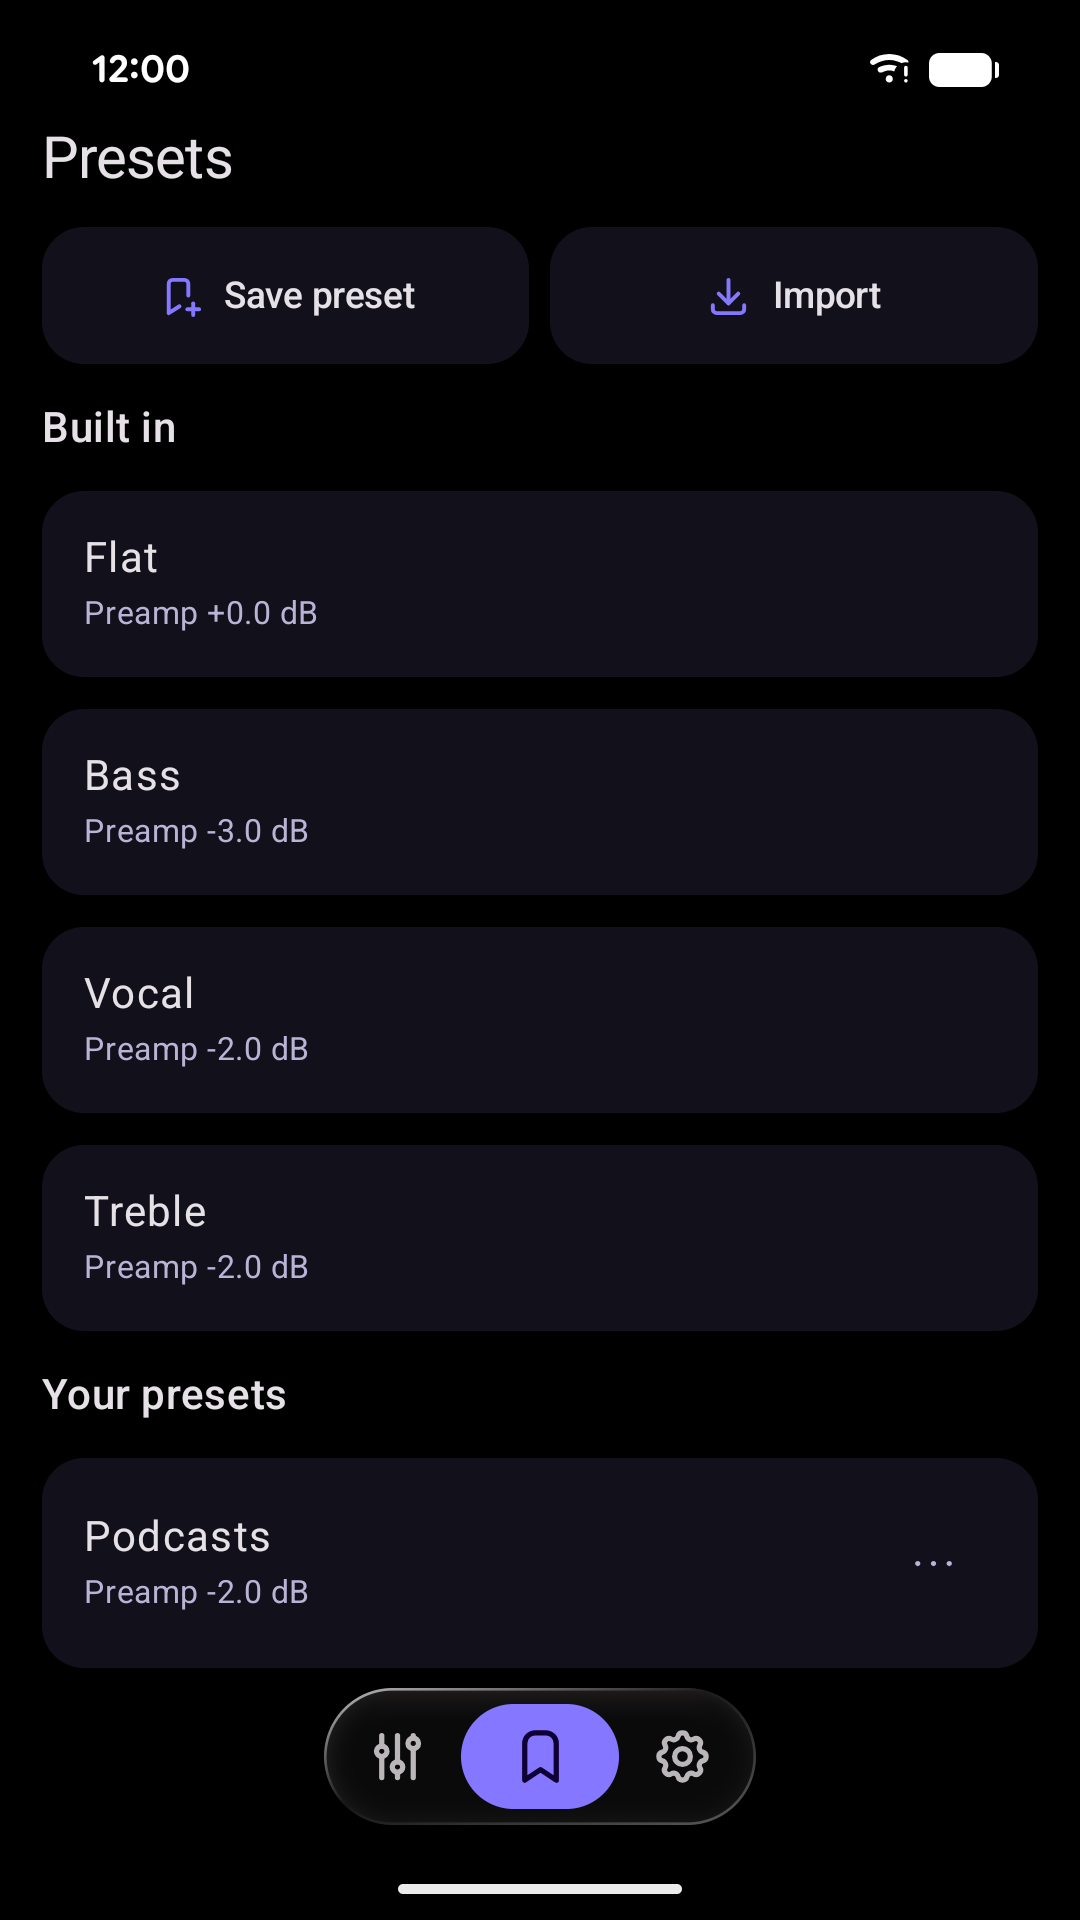 12:00
Presets
Save preset
Import
Built in
Flat
Preamp +0.0 dB
Bass
Preamp -3.0 dB
Vocal
Preamp -2.0 dB
Treble
Preamp -2.0 dB
Your presets
Podcasts
Preamp -2.0 dB